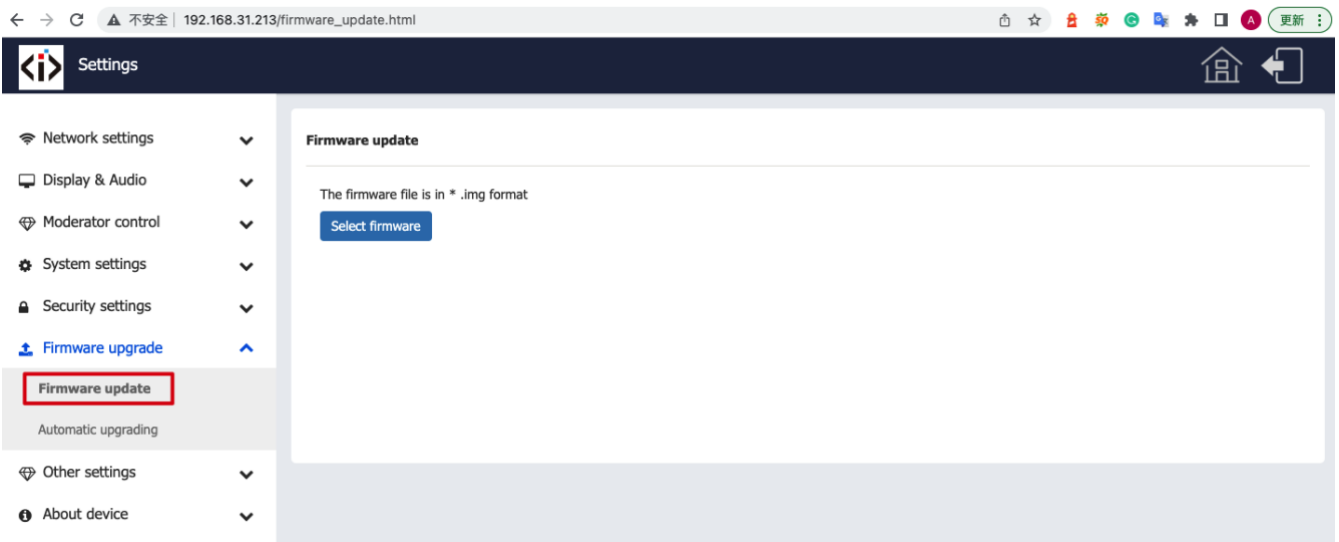 不安全 | 192.168.31.213/firmware_update.html
A
更新
<i>
Settings
Network settings
Display & Audio
Moderator control
System settings
Security settings
Firmware upgrade
Firmware update
Automatic upgrading
Other settings
About device
Firmware update
The firmware file is in * .img format
Select firmware